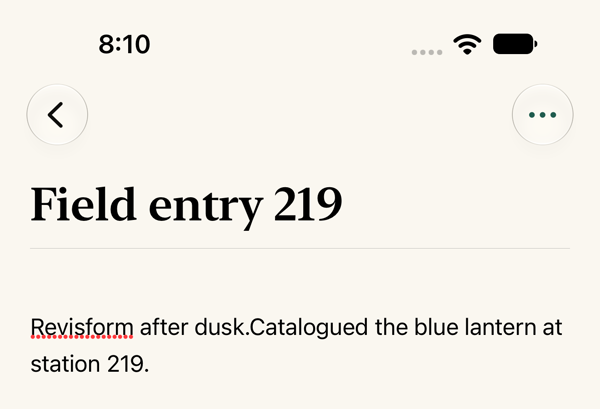 8:10
Field entry 219
Revisform after dusk.Catalogued the blue lantern at
station 219.